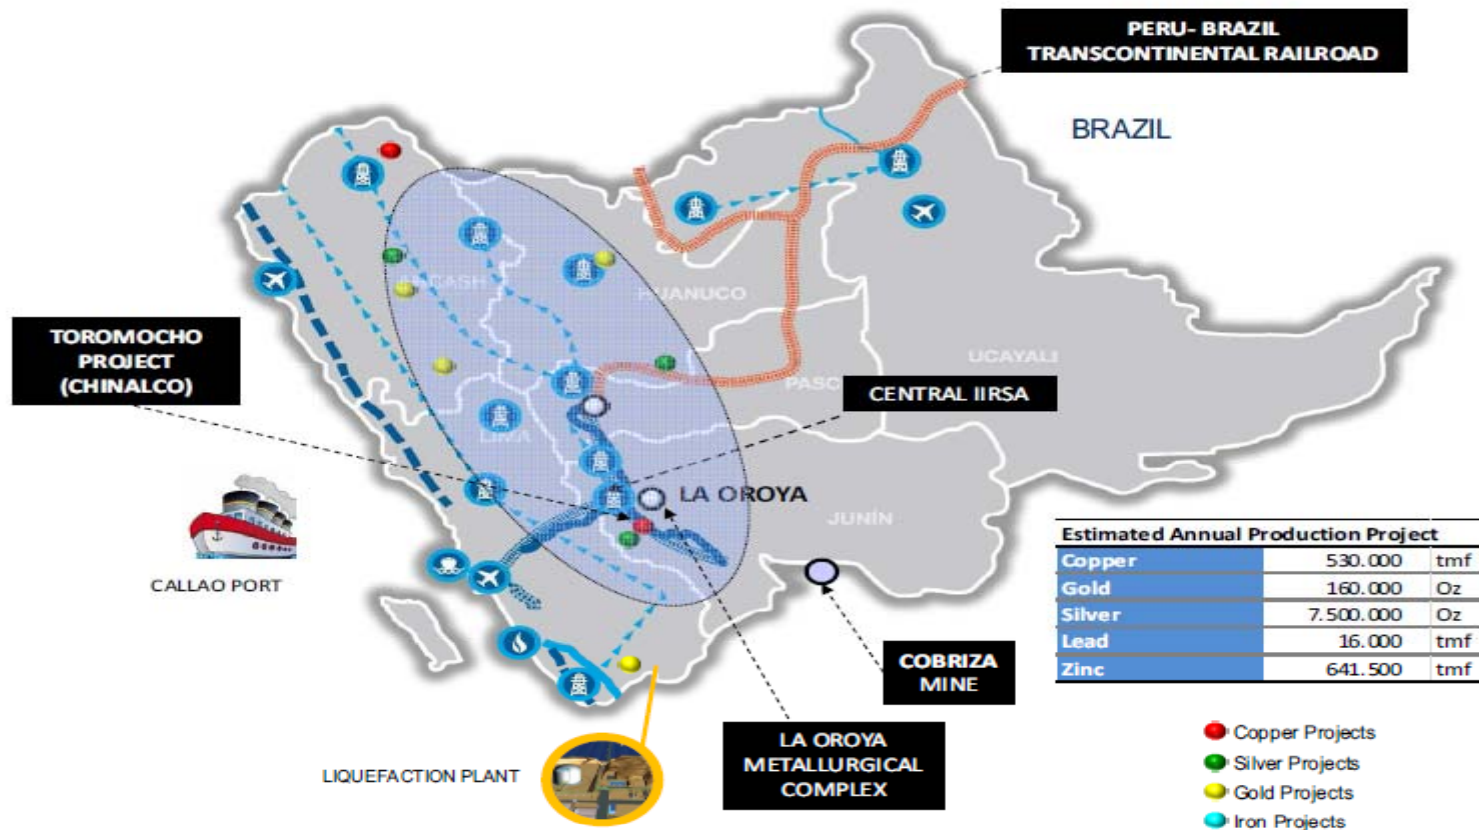 PERU- BRAZIL
TRANSCONTINENTAL RAILROAD
BRAZIL
TOROMOCHO
PROJECT
(CHINALCO)
ANCASH
HUANUCO
UCAYALI
PASCO
CENTRAL IIRSA
LIMA
LA OROYA
JUNÍN
CALLAO PORT
COBRIZA
MINE
LA OROYA
METALLURGICAL
COMPLEX
LIQUEFACTION PLANT
Estimated Annual Production Project
Copper 530.000 tmf
Gold 160.000 Oz
Silver 7.500.000 Oz
Lead 16.000 tmf
Zinc 641.500 tmf
Copper Projects
Silver Projects
Gold Projects
Iron Projects